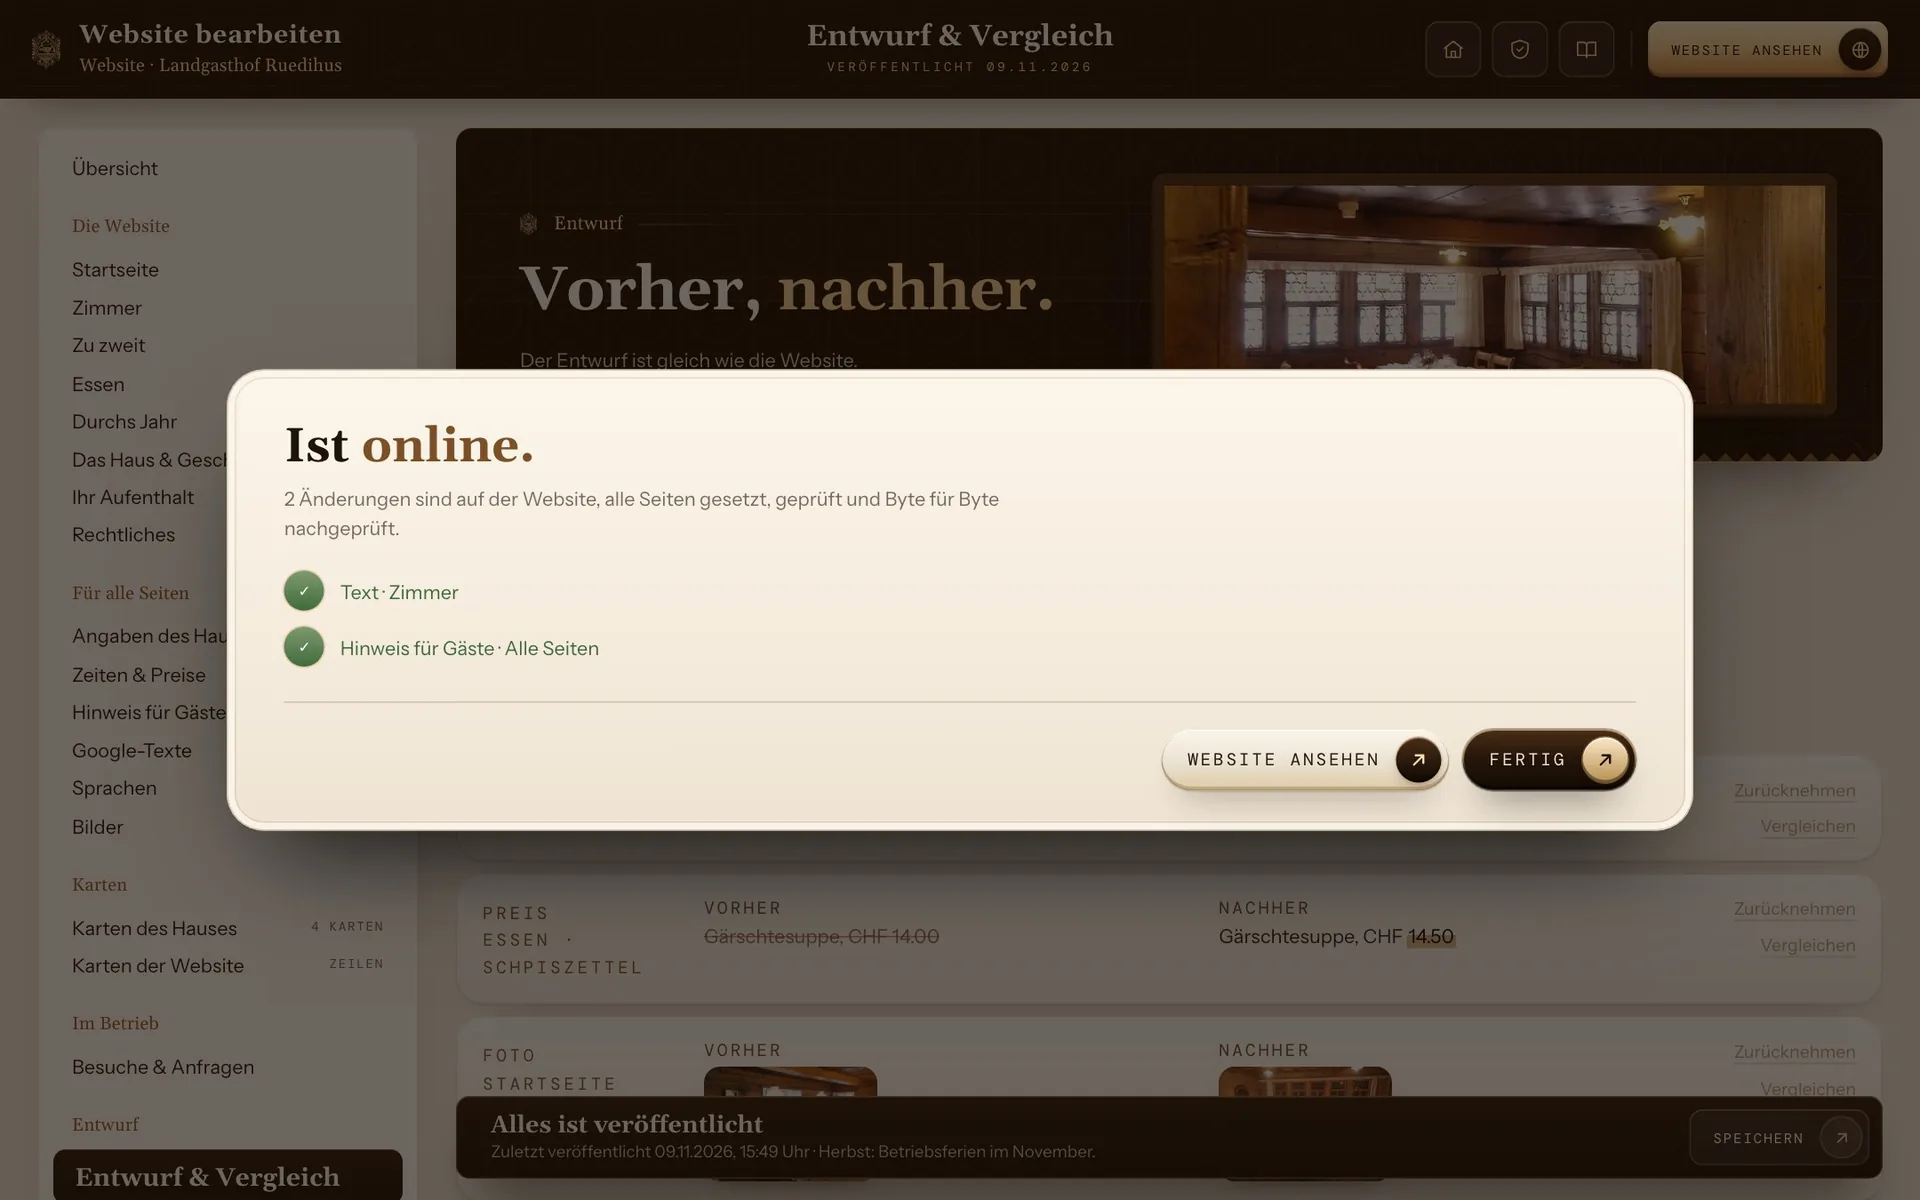 Website bearbeiten
Website · Landgasthof Ruedihus
Entwurf & Vergleich
VERÖFFENTLICHT 09.11.2026
WEBSITE ANSEHEN
Übersicht
Die Website
Startseite
Zimmer
Zu zweit
Essen
Durchs Jahr
Das Haus & Gesch
Ihr Aufenthalt
Rechtliches
Für alle Seiten
Angaben des Hau
Zeiten & Preise
Hinweis für Gäste
Google-Texte
Sprachen
Bilder
Karten
Karten des Hauses
4 KARTEN
Karten der Website
ZEILEN
Im Betrieb
Besuche & Anfragen
Entwurf
Entwurf & Vergleich
Entwurf
Vorher, nachher.
Der Entwurf ist gleich wie die Website.
Ist online.
2 Änderungen sind auf der Website, alle Seiten gesetzt, geprüft und Byte für Byte
nachgeprüft.
✓ Text · Zimmer
✓ Hinweis für Gäste · Alle Seiten
WEBSITE ANSEHEN
FERTIG
Zurücknehmen
Vergleichen
PREIS
ESSEN ·
SCHPISZETTEL
VORHER
Gärschtesuppe, CHF 14.00
NACHHER
Gärschtesuppe, CHF 14.50
Zurücknehmen
Vergleichen
FOTO
STARTSEITE
VORHER
NACHHER
Zurücknehmen
Vergleichen
Alles ist veröffentlicht
Zuletzt veröffentlicht 09.11.2026, 15:49 Uhr · Herbst: Betriebsferien im November.
SPEICHERN